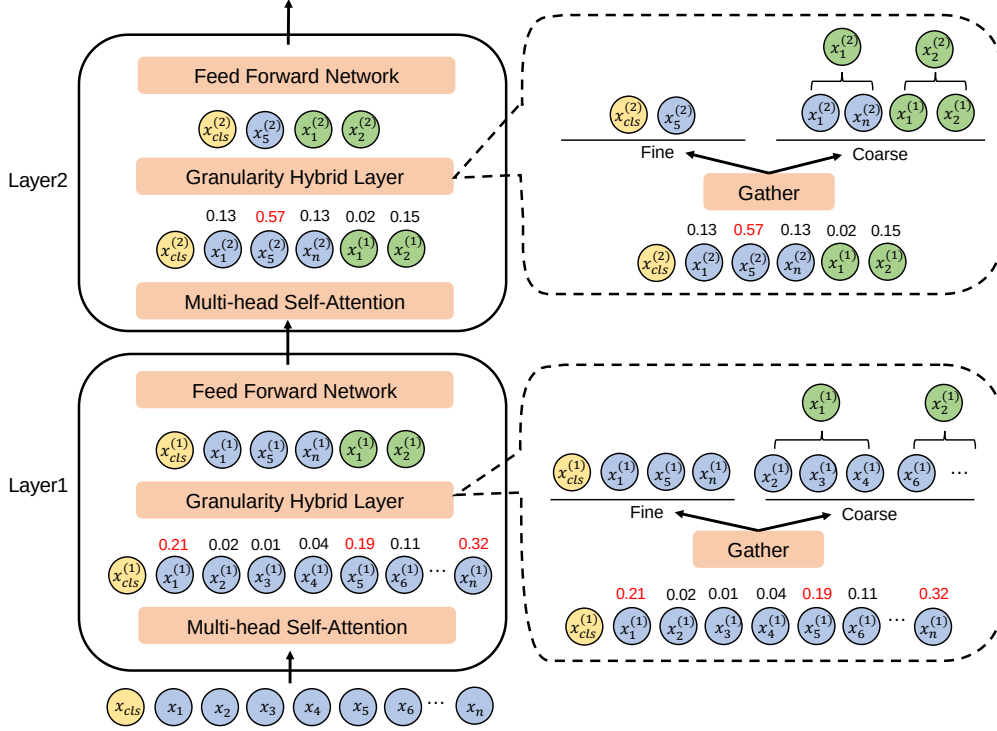 Feed Forward Network
x_cls^(2) x_5^(2) x_1^(2) x_2^(2)
Granularity Hybrid Layer
Layer2
0.13 0.57 0.13 0.02 0.15
x_cls^(2) x_1^(2) x_5^(2) x_n^(2) x_1^(1) x_2^(1)
Multi-head Self-Attention
x_1^(2) x_2^(2)
x_cls^(2) x_5^(2) x_1^(2) x_n^(2) x_1^(1) x_2^(1)
Fine Coarse
Gather
0.13 0.57 0.13 0.02 0.15
x_cls^(2) x_1^(2) x_5^(2) x_n^(2) x_1^(1) x_2^(1)
Feed Forward Network
x_cls^(1) x_1^(1) x_5^(1) x_n^(1) x_1^(1) x_2^(1)
Layer1
Granularity Hybrid Layer
0.21 0.02 0.01 0.04 0.19 0.11 0.32
x_cls^(1) x_1^(1) x_2^(1) x_3^(1) x_4^(1) x_5^(1) x_6^(1) ... x_n^(1)
Multi-head Self-Attention
x_cls x_1 x_2 x_3 x_4 x_5 x_6 ... x_n
x_1^(1) x_2^(1)
x_cls^(1) x_1^(1) x_5^(1) x_n^(1) x_2^(1) x_3^(1) x_4^(1) x_6^(1) ...
Fine Coarse
Gather
0.21 0.02 0.01 0.04 0.19 0.11 0.32
x_cls^(1) x_1^(1) x_2^(1) x_3^(1) x_4^(1) x_5^(1) x_6^(1) ... x_n^(1)